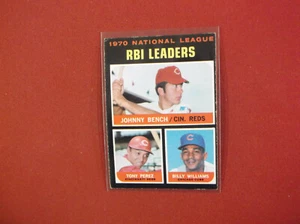 1970 NATIONAL LEAGUE
RBI LEADERS
JOHNNY BENCH / CIN. REDS
TONY PEREZ
BILLY WILLIAMS